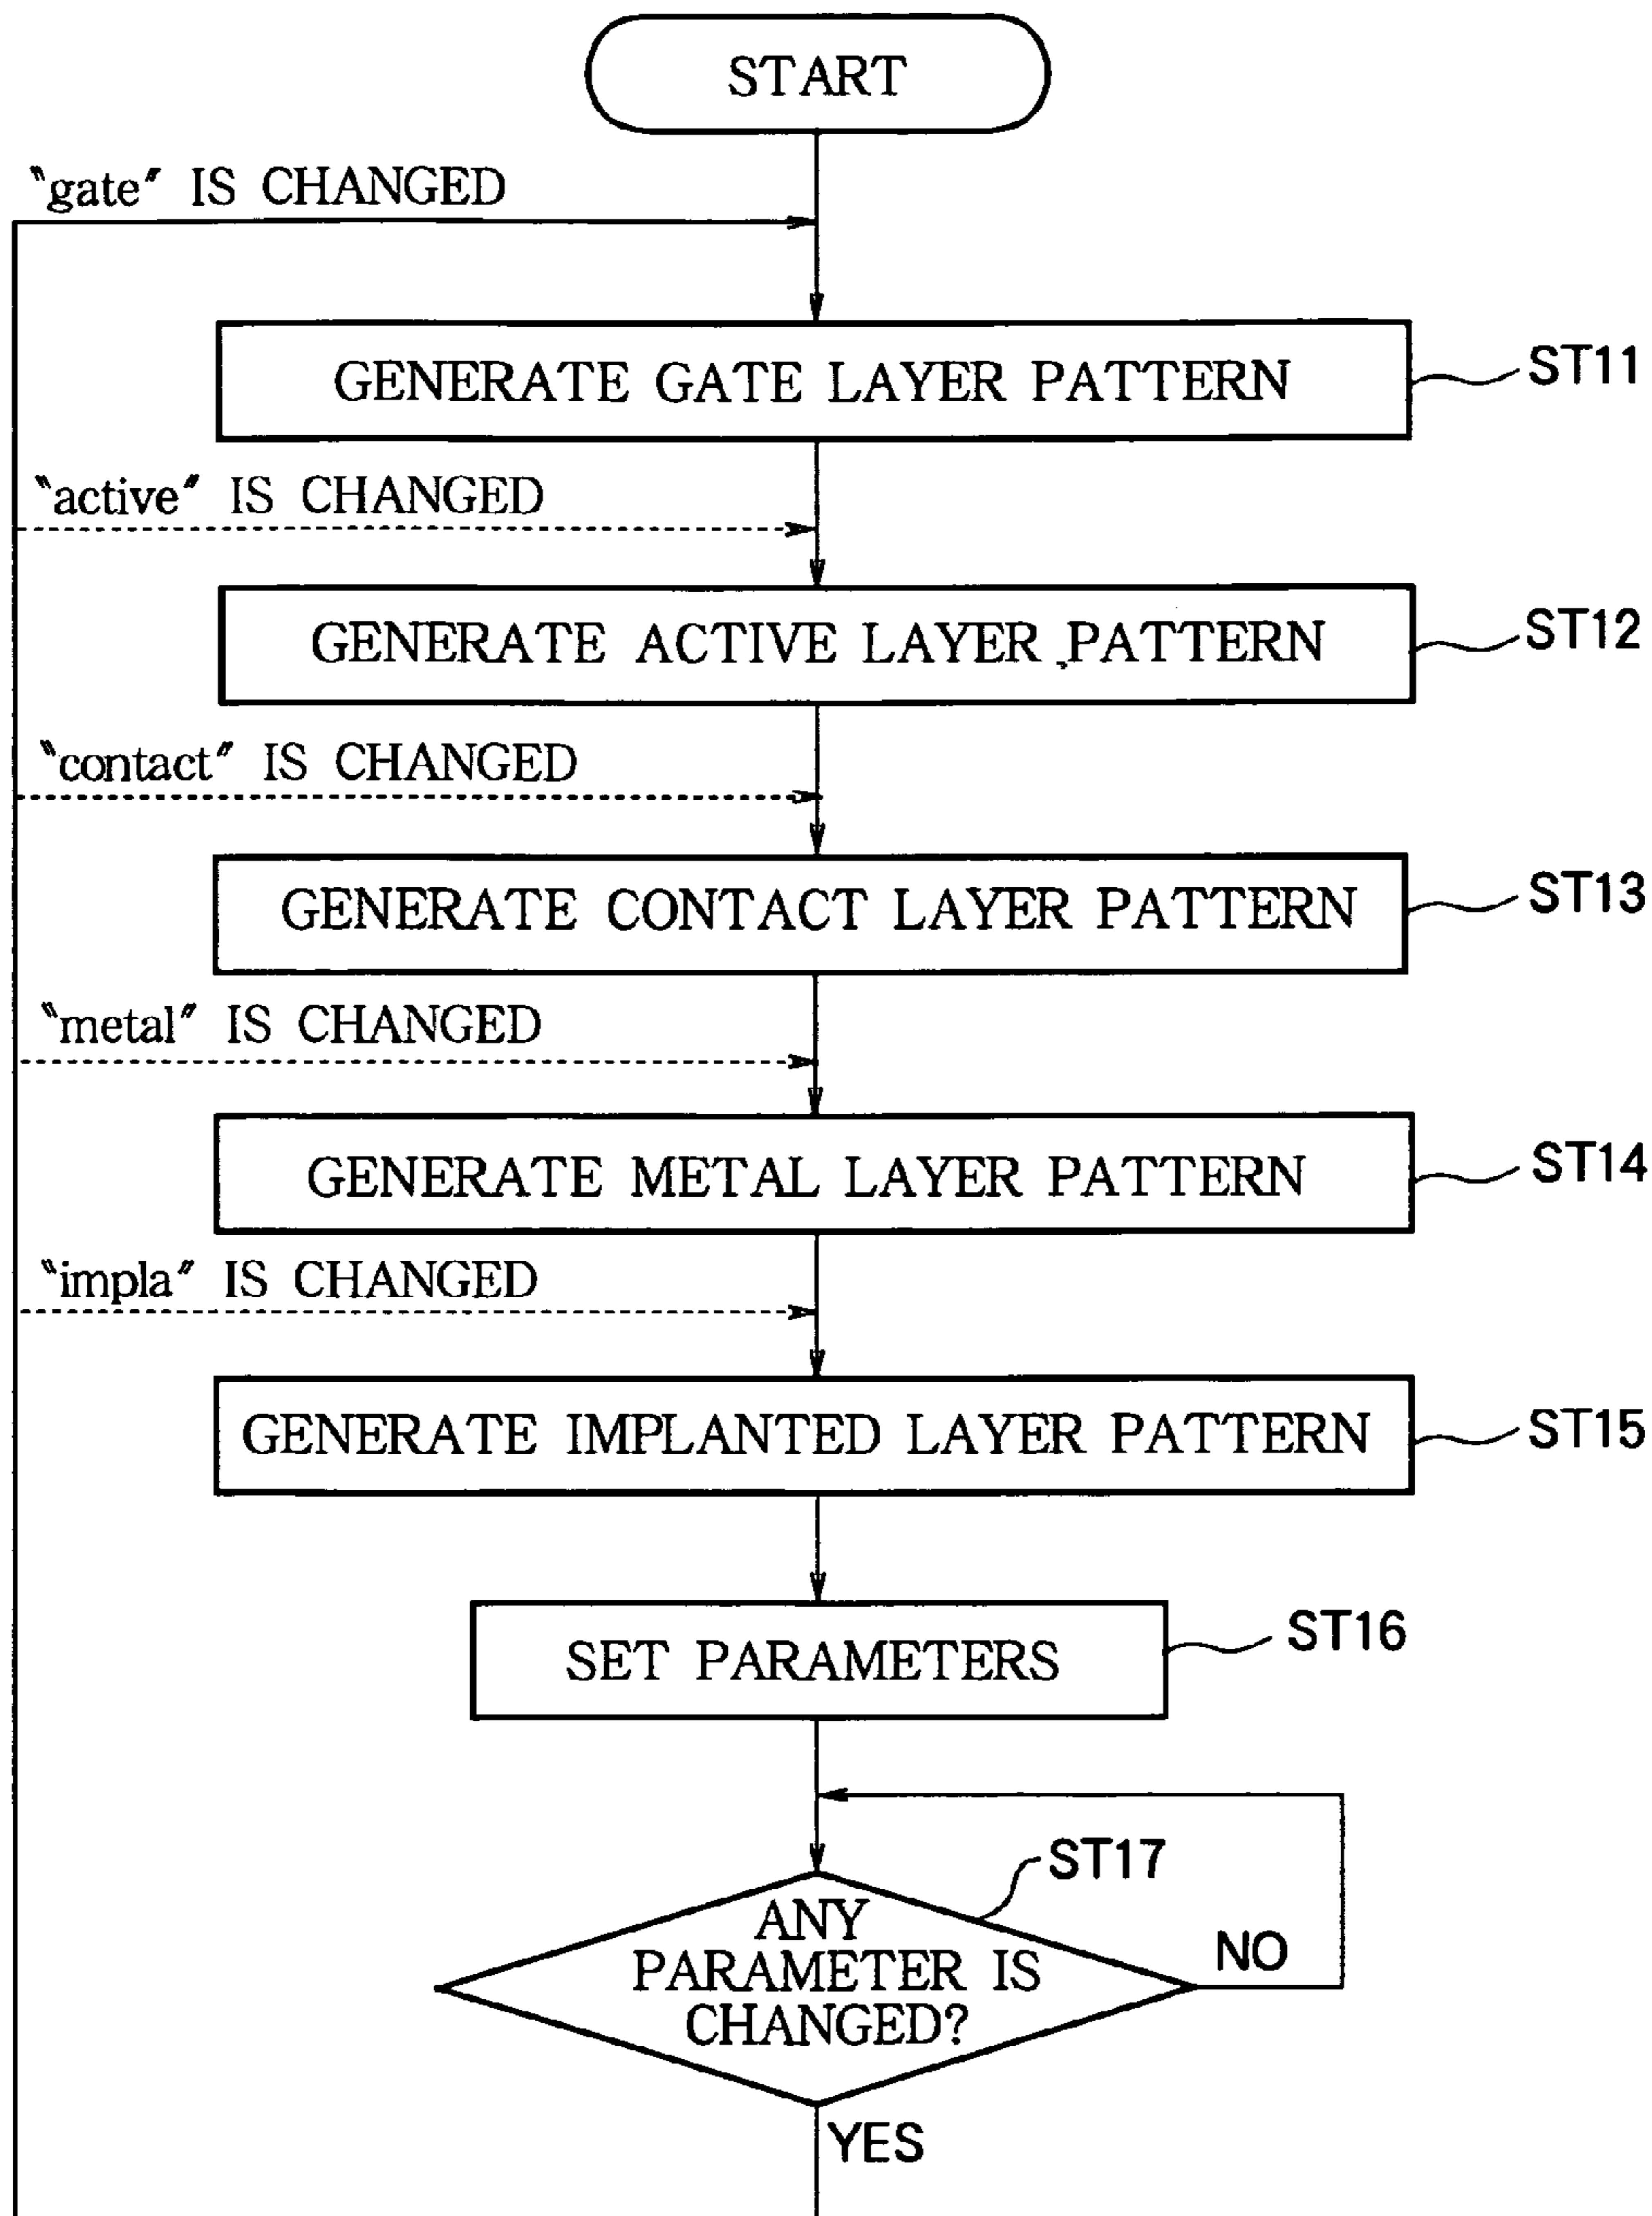 START
‶gate″ IS CHANGED
GENERATE GATE LAYER PATTERN
ST11
‶active″ IS CHANGED
GENERATE ACTIVE LAYER PATTERN
ST12
‶contact″ IS CHANGED
GENERATE CONTACT LAYER PATTERN
ST13
‶metal″ IS CHANGED
GENERATE METAL LAYER PATTERN
ST14
‶impla″ IS CHANGED
GENERATE IMPLANTED LAYER PATTERN
ST15
SET PARAMETERS
ST16
ST17
ANY
PARAMETER IS
CHANGED?
NO
YES